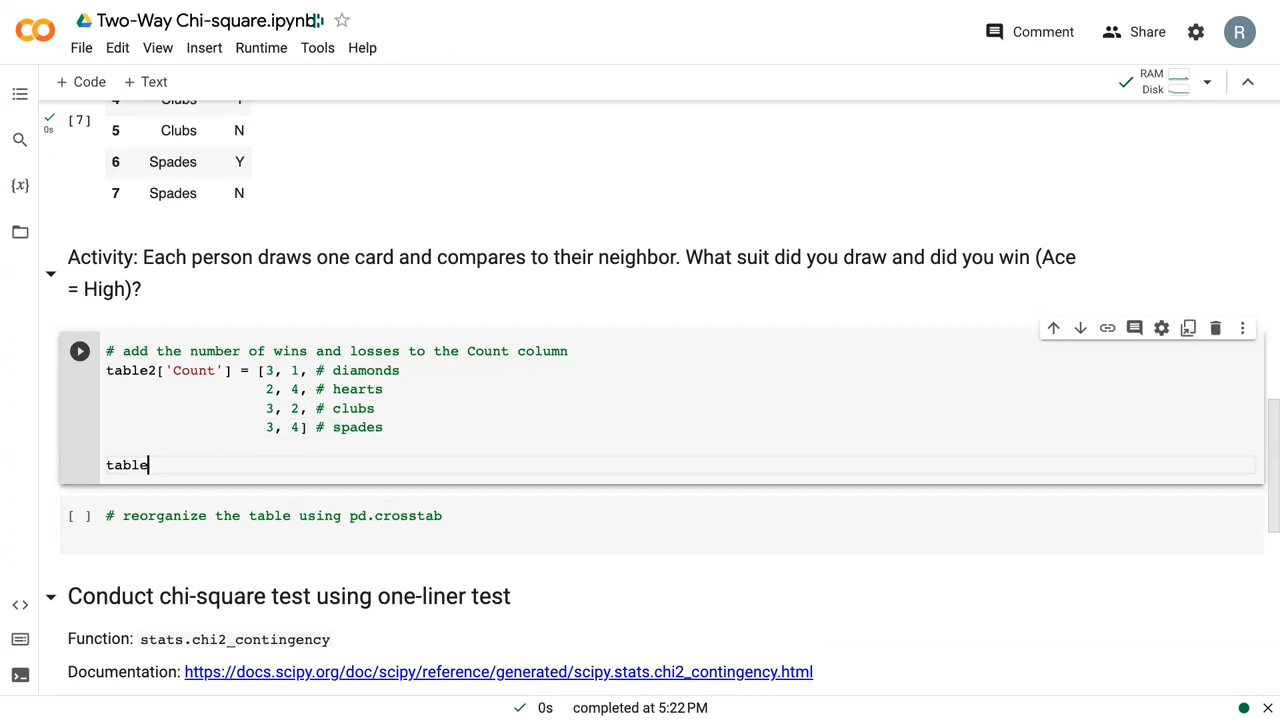 Two-Way Chi-square.ipynb
File Edit View Insert Runtime Tools Help
Comment
Share
R
+ Code + Text
RAM
Disk
4 Clubs Y
[7]
0s
5 Clubs N
6 Spades Y
7 Spades N
{x}
Activity: Each person draws one card and compares to their neighbor. What suit did you draw and did you win (Ace
= High)?
# add the number of wins and losses to the Count column
table2['Count'] = [3, 1, # diamonds
2, 4, # hearts
3, 2, # clubs
3, 4] # spades
table
[ ] # reorganize the table using pd.crosstab
Conduct chi-square test using one-liner test
Function: stats.chi2_contingency
Documentation: https://docs.scipy.org/doc/scipy/reference/generated/scipy.stats.chi2_contingency.html
0s completed at 5:22 PM